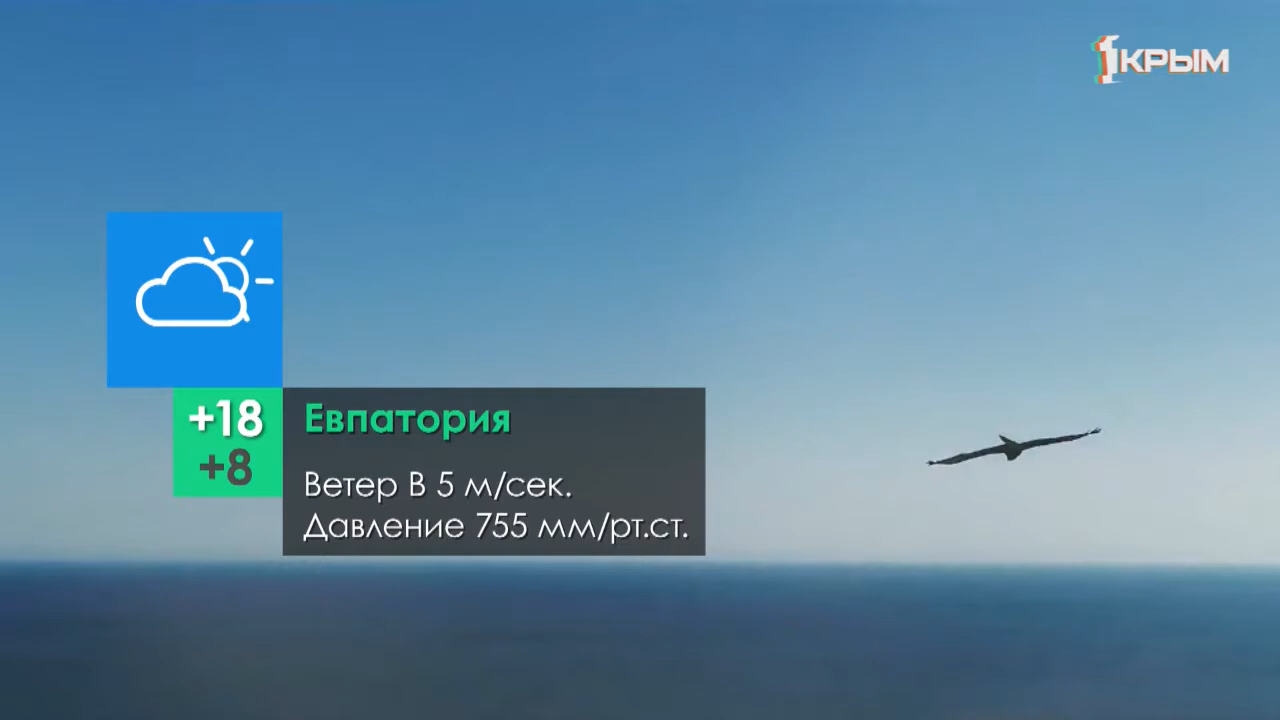 1КРЫМ
+18
+8
Евпатория
Ветер В 5 м/сек.
Давление 755 мм/рт.ст.